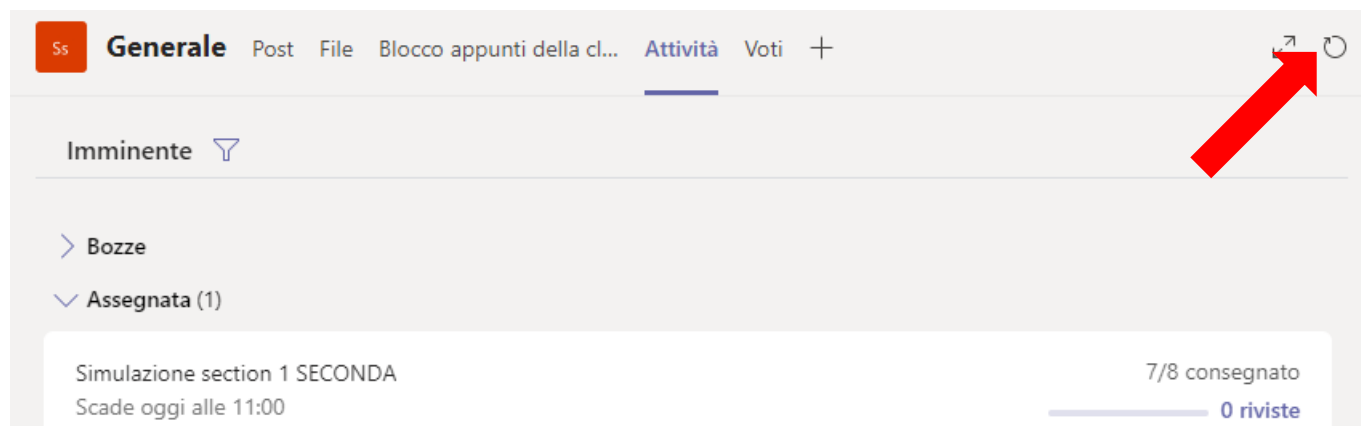 Ss Generale Post File Blocco appunti della cl... Attività Voti
Imminente
Bozze
Assegnata (1)
Simulazione section 1 SECONDA 7/8 consegnato
Scade oggi alle 11:00 0 riviste